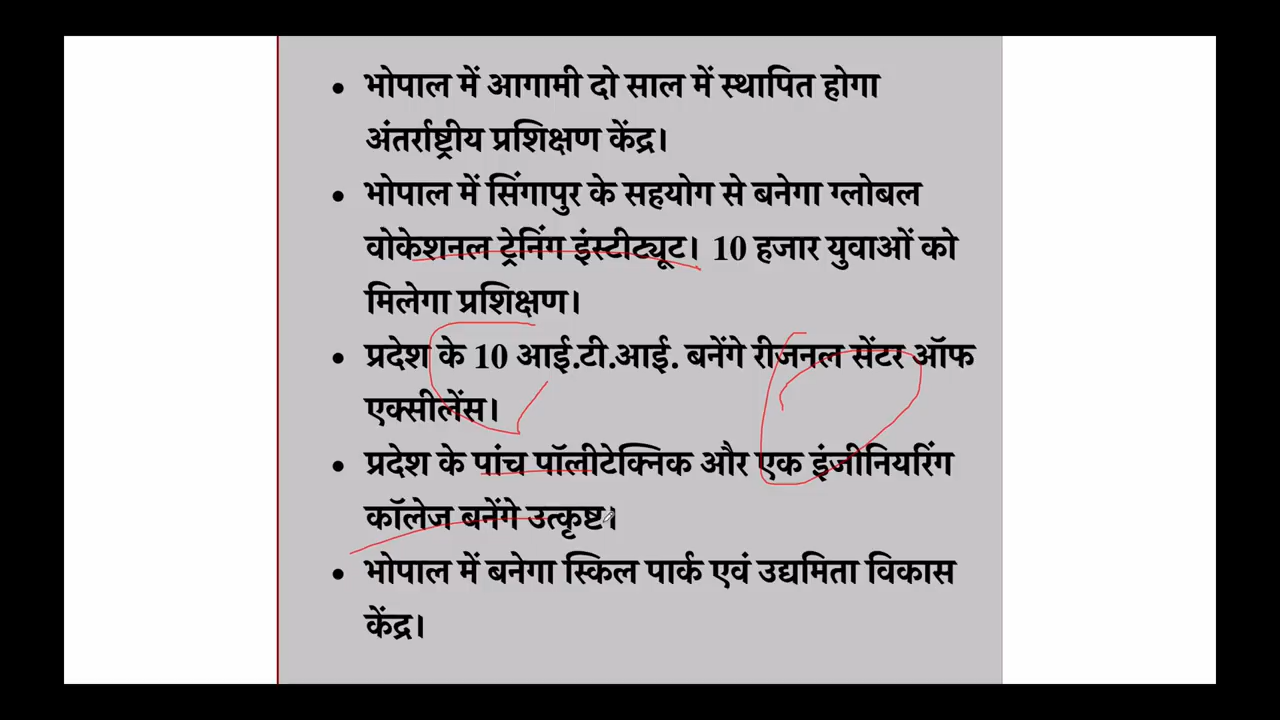 • भोपाल में आगामी दो साल में स्थापित होगा
अंतर्राष्ट्रीय प्रशिक्षण केंद्र।
• भोपाल में सिंगापुर के सहयोग से बनेगा ग्लोबल
वोकेशनल ट्रेनिंग इंस्टीट्यूट। 10 हजार युवाओं को
मिलेगा प्रशिक्षण।
• प्रदेश के 10 आई.टी.आई. बनेंगे रीजनल सेंटर ऑफ
एक्सीलेंस।
• प्रदेश के पांच पॉलीटेक्निक और एक इंजीनियरिंग
कॉलेज बनेंगे उत्कृष्ट।
• भोपाल में बनेगा स्किल पार्क एवं उद्यमिता विकास
केंद्र।